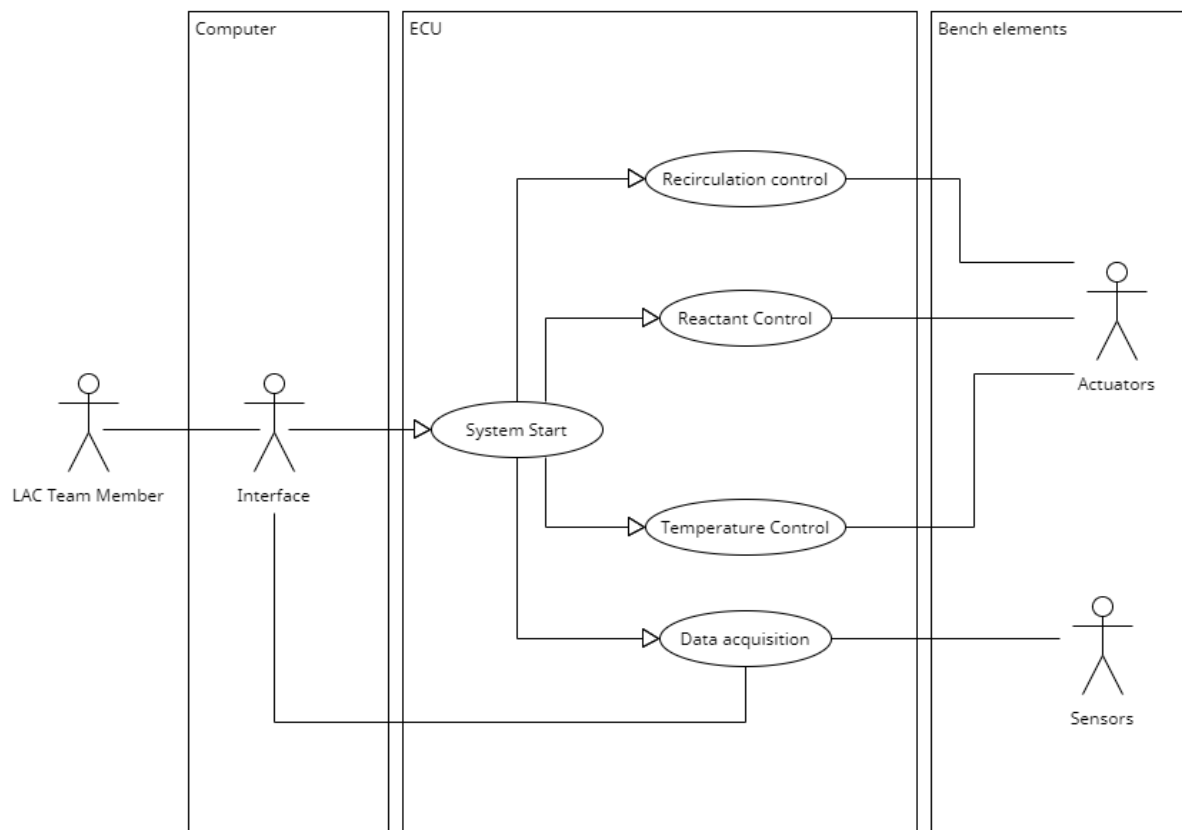 Computer
ECU
Bench elements
Recirculation control
Reactant Control
Actuators
System Start
LAC Team Member
Interface
Temperature Control
Data acquisition
Sensors